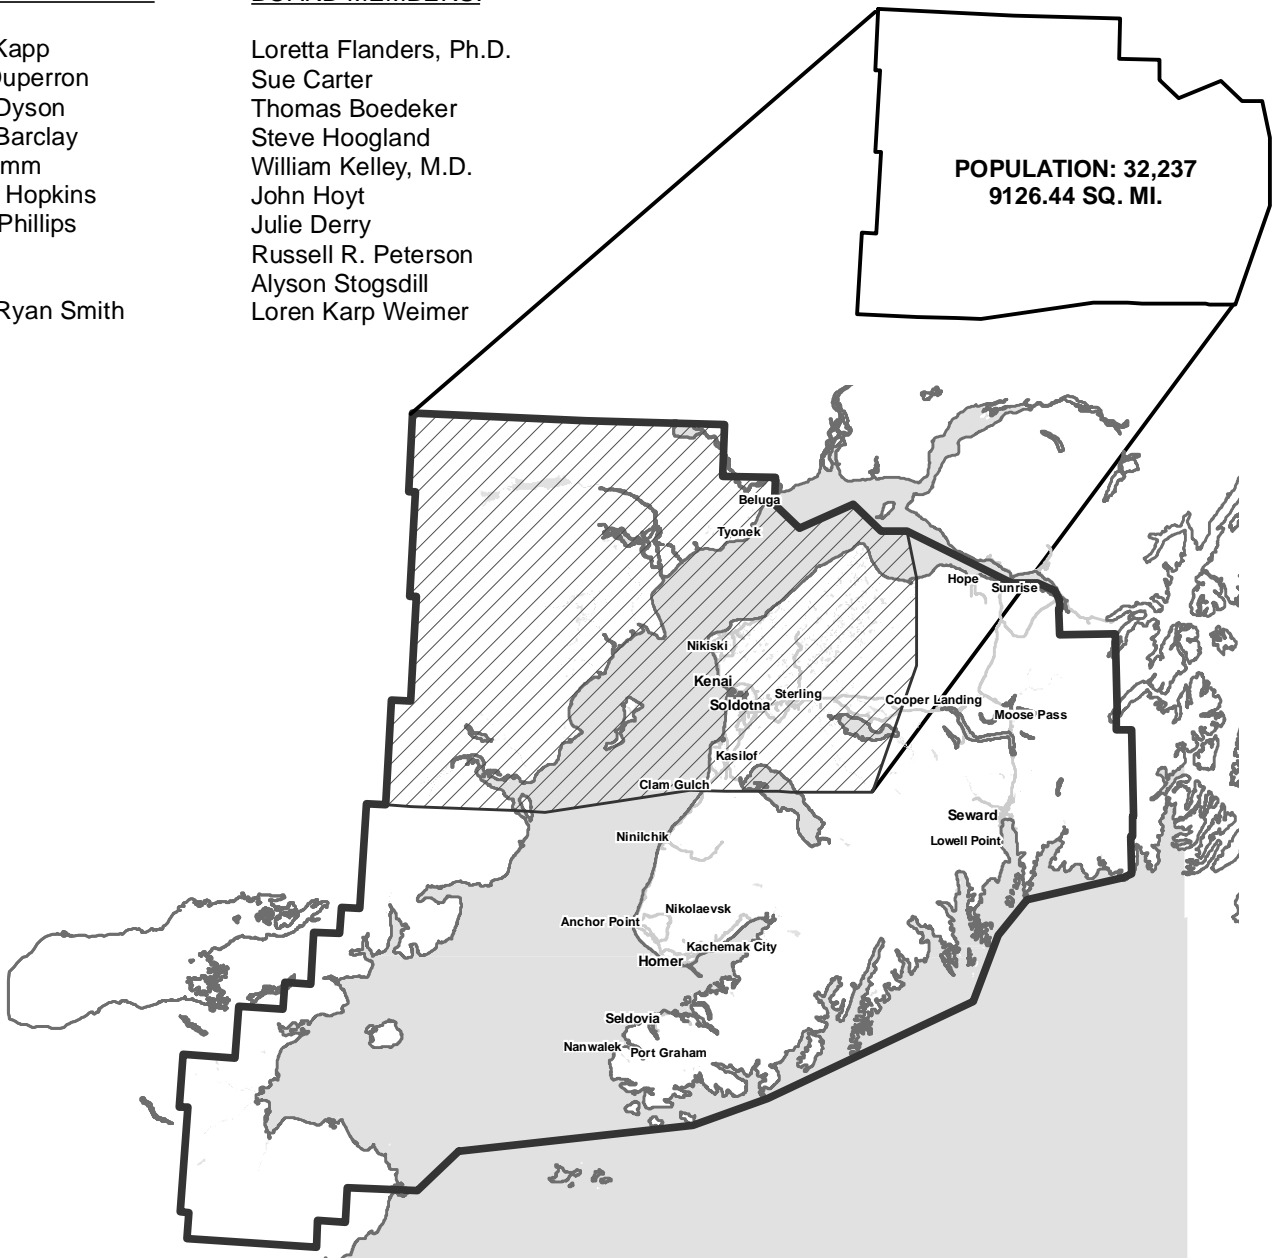 BOARD MEMBERS:
Kapp
Duperron
Dyson
Barclay
mm
Hopkins
Phillips
Ryan Smith
Loretta Flanders, Ph.D.
Sue Carter
Thomas Boedeker
Steve Hoogland
William Kelley, M.D.
John Hoyt
Julie Derry
Russell R. Peterson
Alyson Stogsdill
Loren Karp Weimer
POPULATION: 32,237
9126.44 SQ. MI.
Beluga
Tyonek
Hope
Sunrise
Nikiski
Kenai
Soldotna
Sterling
Cooper Landing
Moose Pass
Kasilof
Clam Gulch
Seward
Ninilchik
Lowell Point
Nikolaevsk
Anchor Point
Kachemak City
Homer
Seldovia
Nanwalek
Port Graham